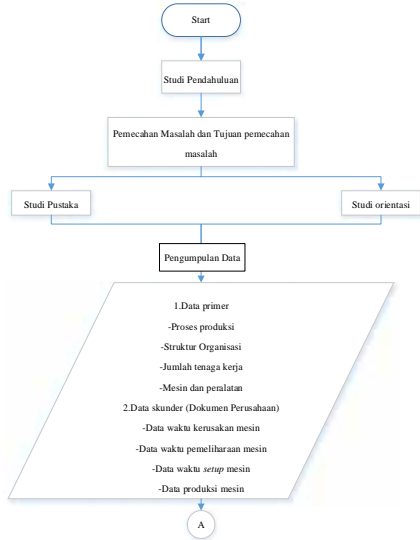 Start
Studi Pendahuluan
Pemecahan Masalah dan Tujuan pemecahan
masalah
Studi Pustaka
Studi orientasi
Pengumpulan Data
1.Data primer
-Proses produksi
-Struktur Organisasi
-Jumlah tenaga kerja
-Mesin dan peralatan
2.Data skunder (Dokumen Perusahaan)
-Data waktu kerusakan mesin
-Data waktu pemeliharaan mesin
-Data waktu setup mesin
-Data produksi mesin
A